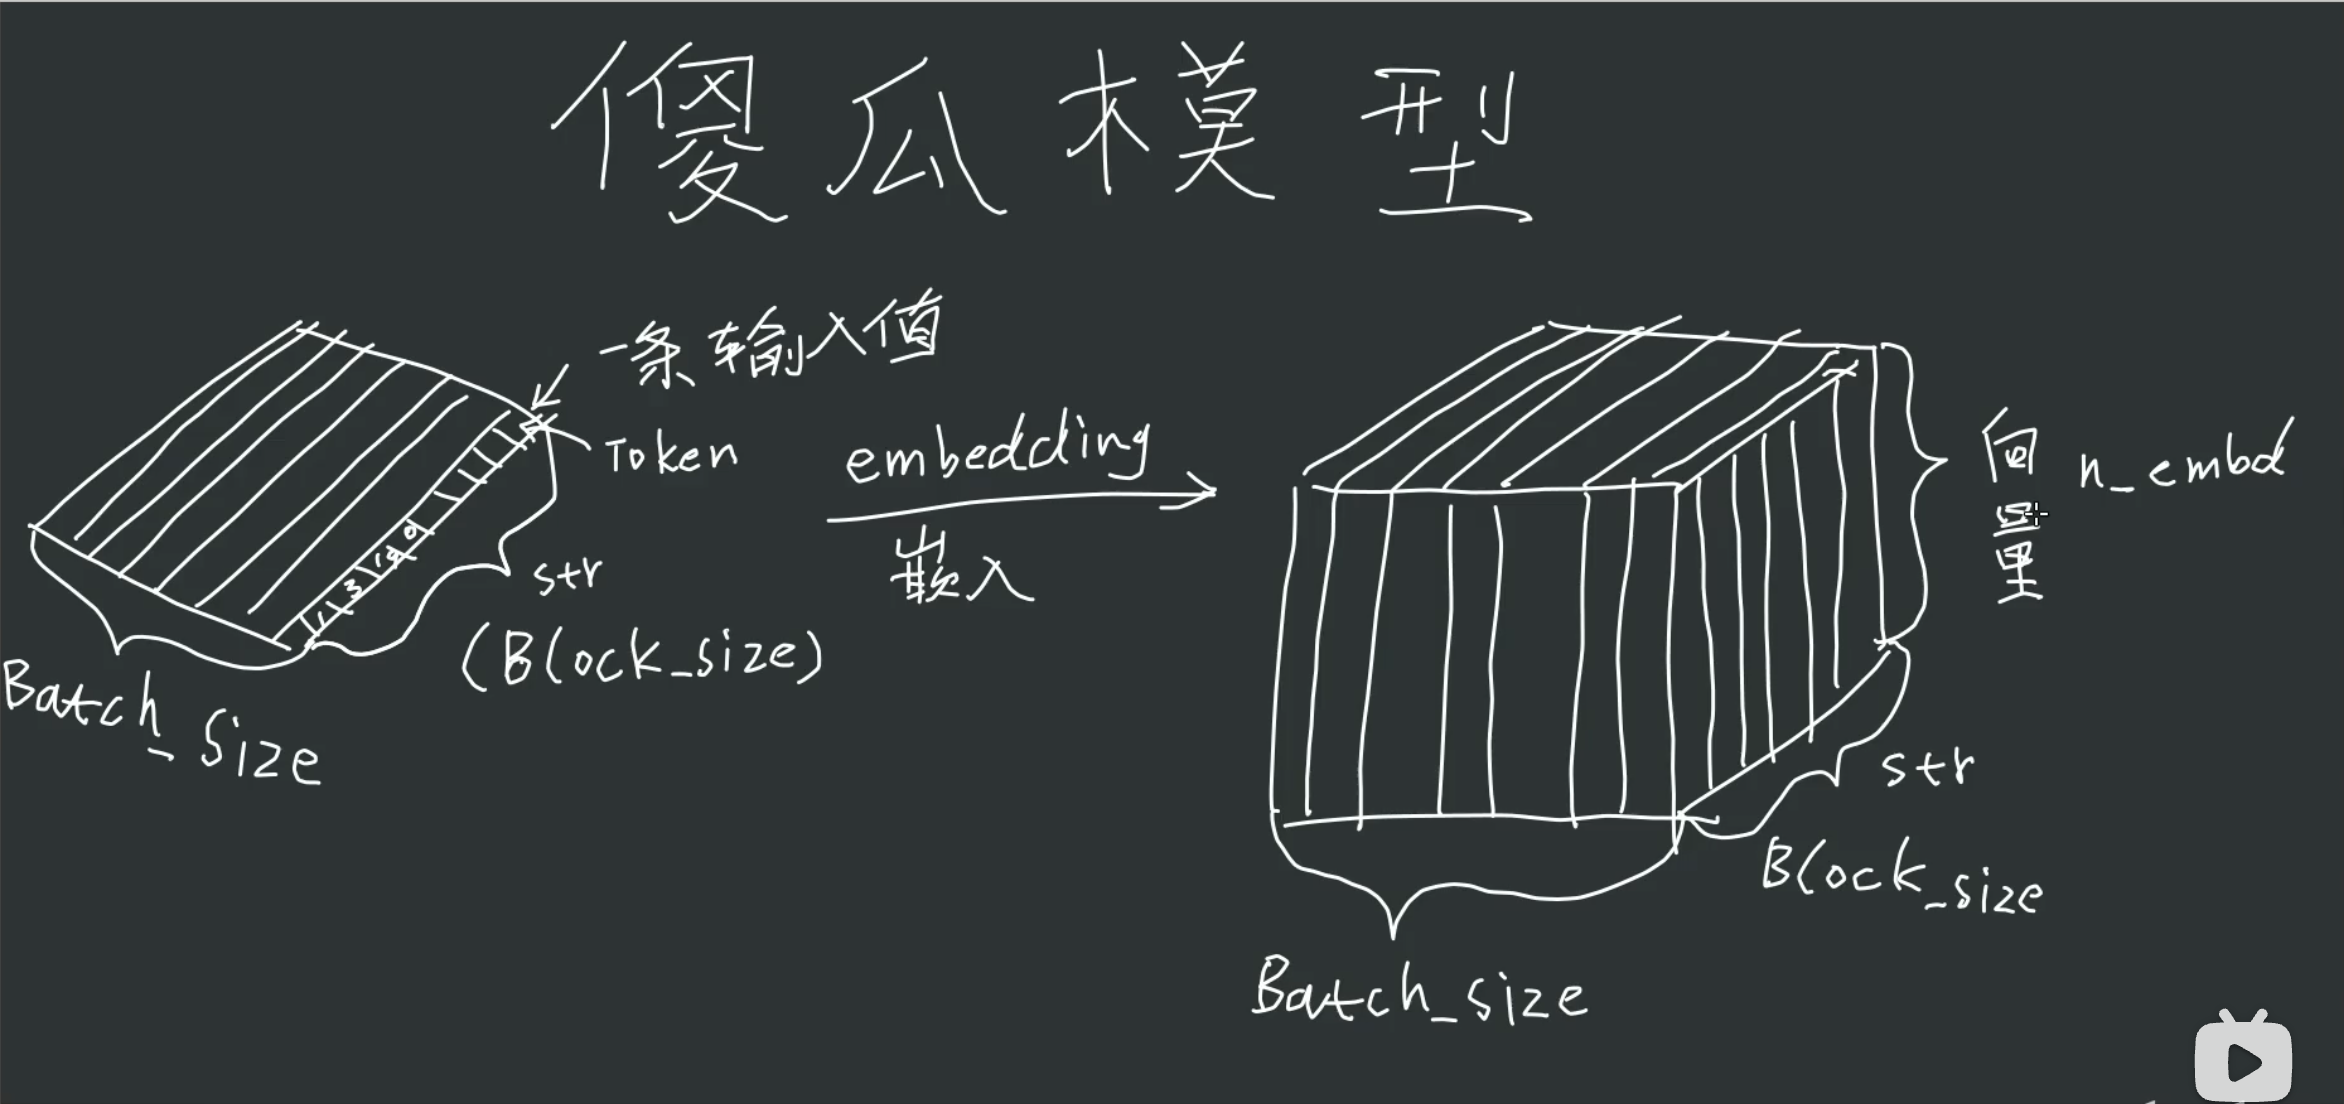 傻瓜模型
一条输入值
Token
str
(Block_size)
Batch_Size
embedding
嵌入
向量 n_embd
str
Block_size
Batch_size